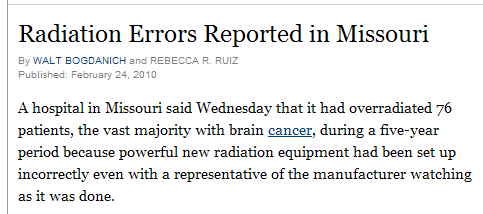 Radiation Errors Reported in Missouri
By WALT BOGDANICH and REBECCA R. RUIZ
Published: February 24, 2010
A hospital in Missouri said Wednesday that it had overradiated 76
patients, the vast majority with brain cancer, during a five-year
period because powerful new radiation equipment had been set up
incorrectly even with a representative of the manufacturer watching
as it was done.